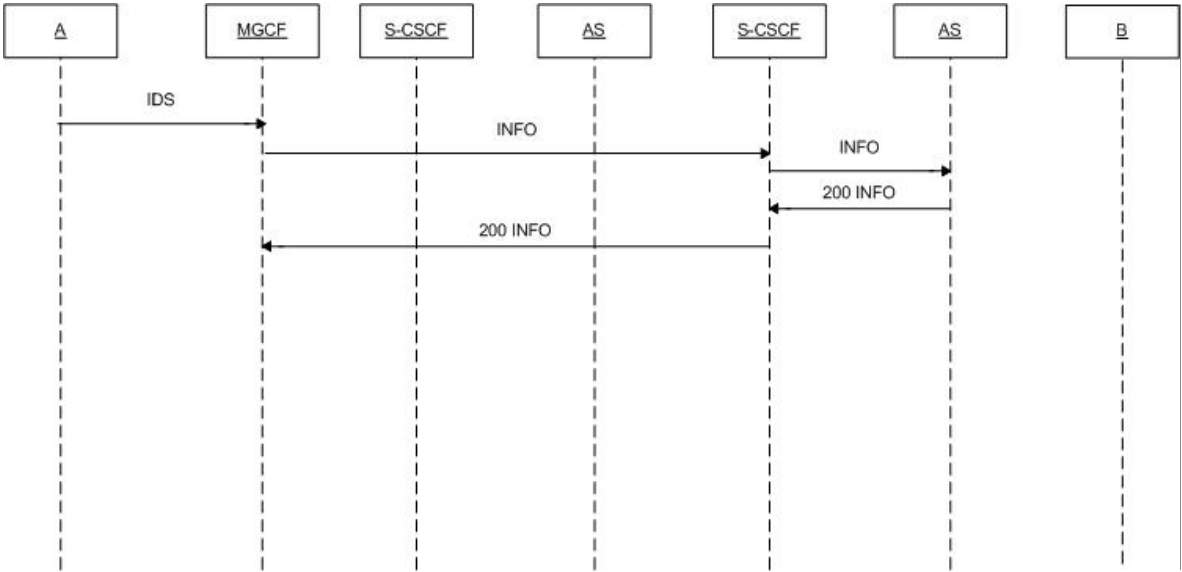 A
MGCF
S-CSCF
AS
S-CSCF
AS
B
IDS
INFO
INFO
200 INFO
200 INFO